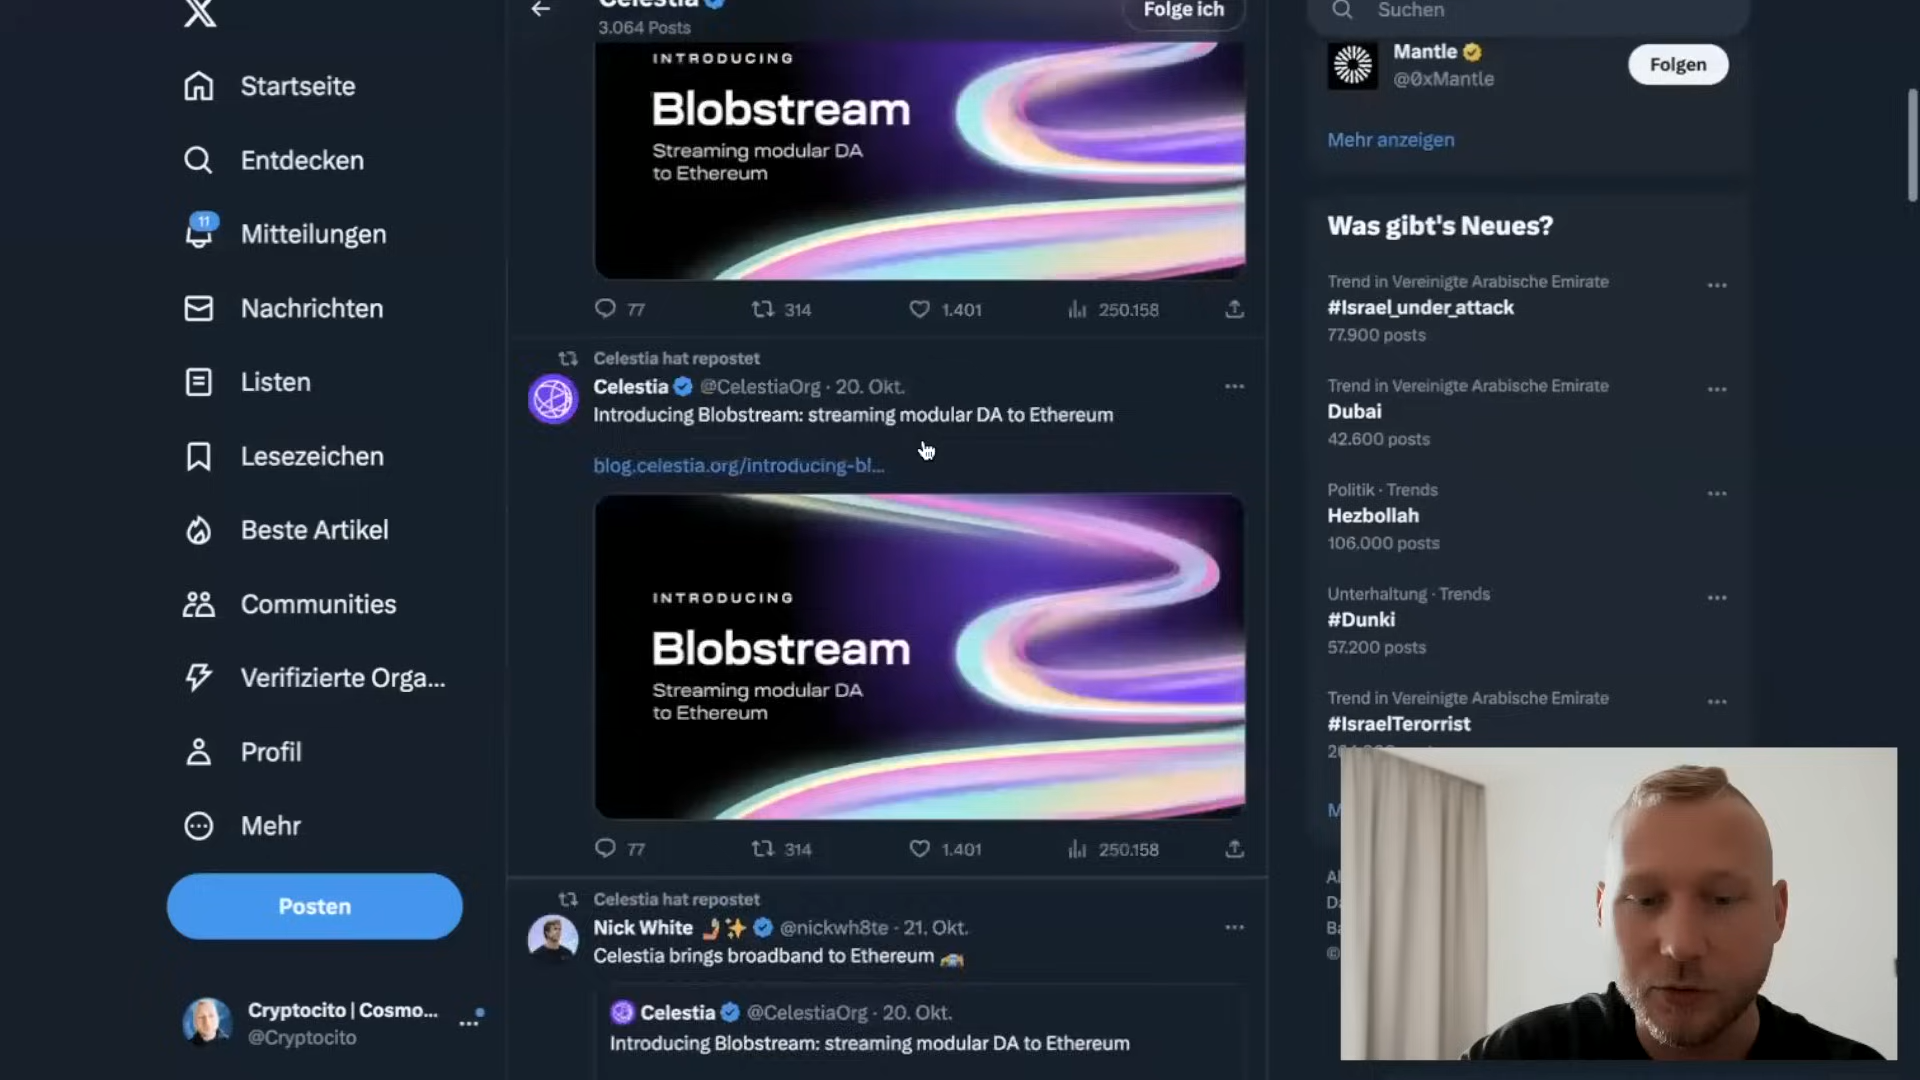 Startseite
Entdecken
11
Mitteilungen
Nachrichten
Listen
Lesezeichen
Beste Artikel
Communities
Verifizierte Orga...
Profil
Mehr
Posten
Cryptocito | Cosmo...
@Cryptocito
Celestia
3.064 Posts
Folge ich
INTRODUCING
Blobstream
Streaming modular DA
to Ethereum
77 314 1.401 250.158
Celestia hat repostet
Celestia @CelestiaOrg · 20. Okt.
Introducing Blobstream: streaming modular DA to Ethereum
blog.celestia.org/introducing-bl...
INTRODUCING
Blobstream
Streaming modular DA
to Ethereum
77 314 1.401 250.158
Celestia hat repostet
Nick White @nickwh8te · 21. Okt.
Celestia brings broadband to Ethereum
Celestia @CelestiaOrg · 20. Okt.
Introducing Blobstream: streaming modular DA to Ethereum
Suchen
Mantle
@0xMantle
Folgen
Mehr anzeigen
Was gibt's Neues?
Trend in Vereinigte Arabische Emirate
#Israel_under_attack
77.900 posts
Trend in Vereinigte Arabische Emirate
Dubai
42.600 posts
Politik · Trends
Hezbollah
106.000 posts
Unterhaltung · Trends
#Dunki
57.200 posts
Trend in Vereinigte Arabische Emirate
#IsraelTerorrist